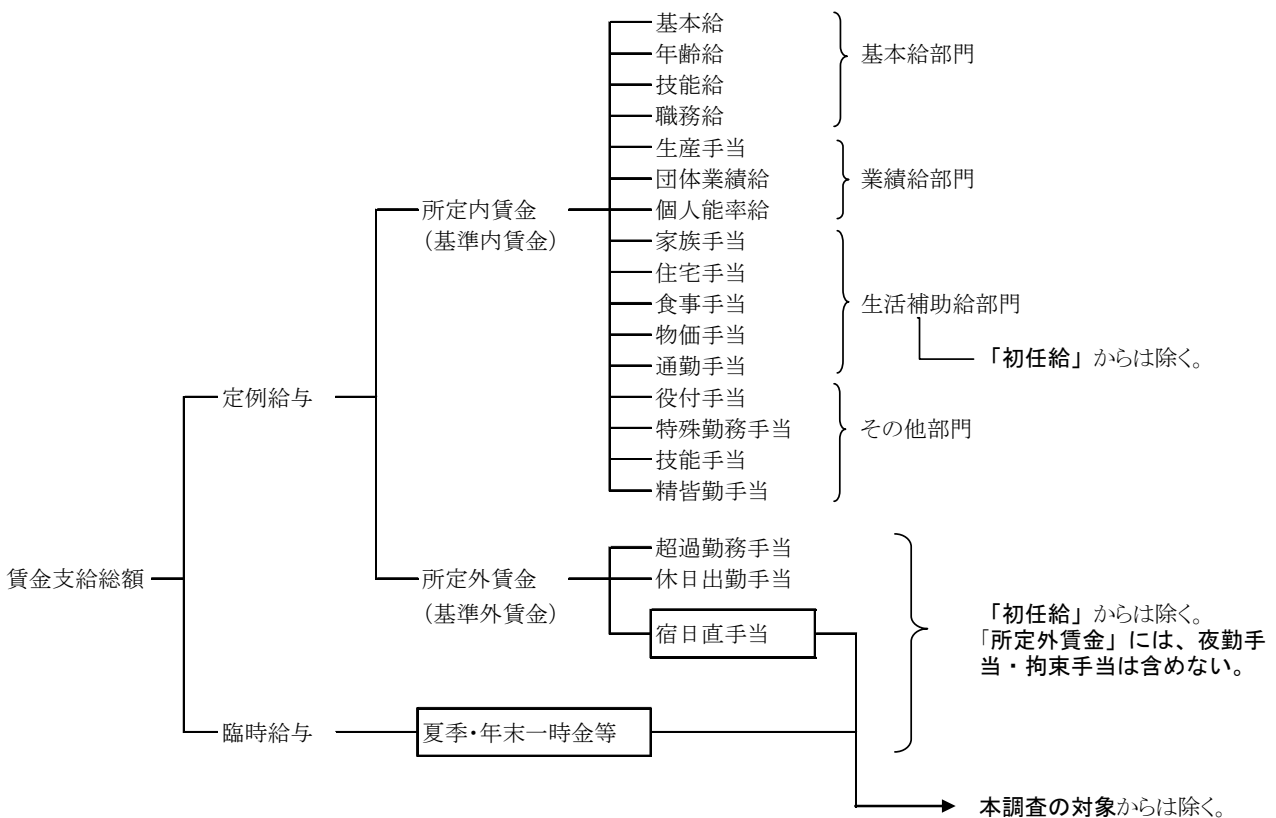 基本給
年齢給
技能給
職務給
基本給部門
生産手当
団体業績給
個人能率給
業績給部門
所定内賃金
(基準内賃金)
家族手当
住宅手当
食事手当
物価手当
通勤手当
生活補助給部門
「初任給」からは除く。
定例給与
役付手当
特殊勤務手当
技能手当
精皆勤手当
その他部門
賃金支給総額
所定外賃金
(基準外賃金)
超過勤務手当
休日出勤手当
宿日直手当
「初任給」からは除く。
「所定外賃金」には、夜勤手
当・拘束手当は含めない。
臨時給与
夏季・年末一時金等
本調査の対象からは除く。